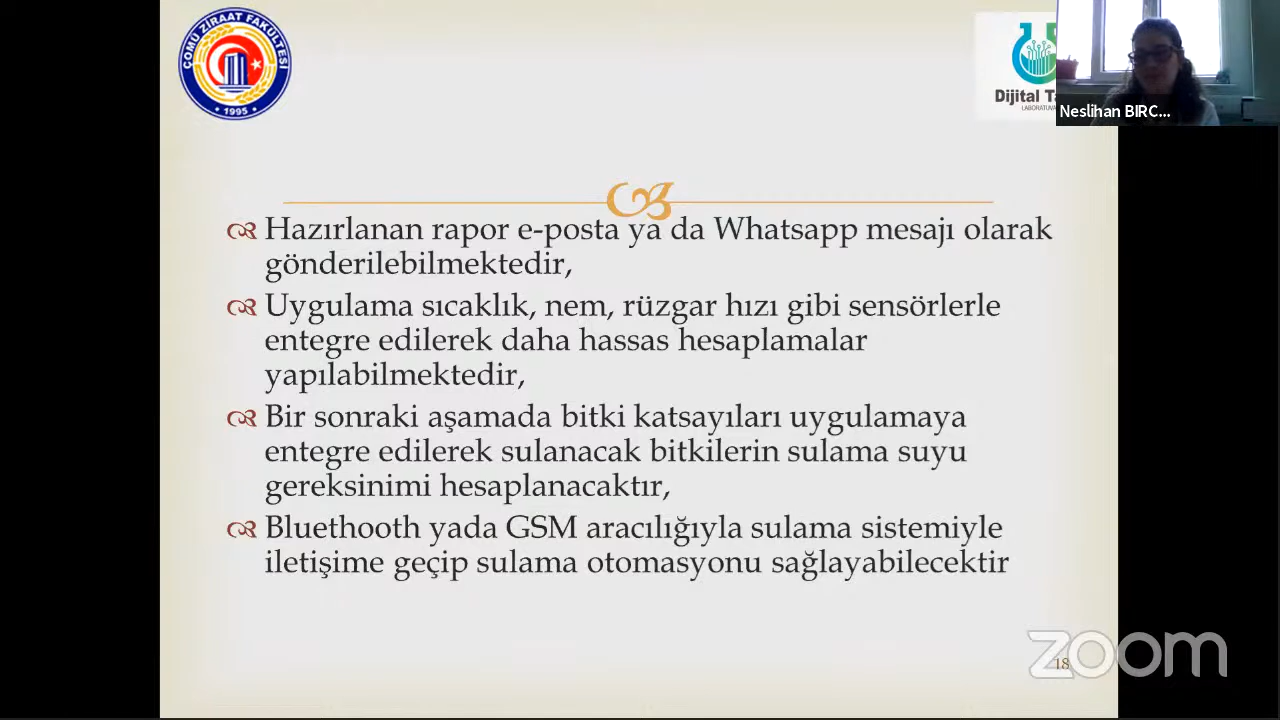 ÇOMÜ ZİRAAT FAKÜLTESİ
• 1995 •
Dijital
Neslihan BIRC...
Hazırlanan rapor e-posta ya da Whatsapp mesajı olarak
gönderilebilmektedir,
Uygulama sıcaklık, nem, rüzgar hızı gibi sensörlerle
entegre edilerek daha hassas hesaplamalar
yapılabilmektedir,
Bir sonraki aşamada bitki katsayıları uygulamaya
entegre edilerek sulanacak bitkilerin sulama suyu
gereksinimi hesaplanacaktır,
Bluethooth yada GSM aracılığıyla sulama sistemiyle
iletişime geçip sulama otomasyonu sağlayabilecektir
18
zoom